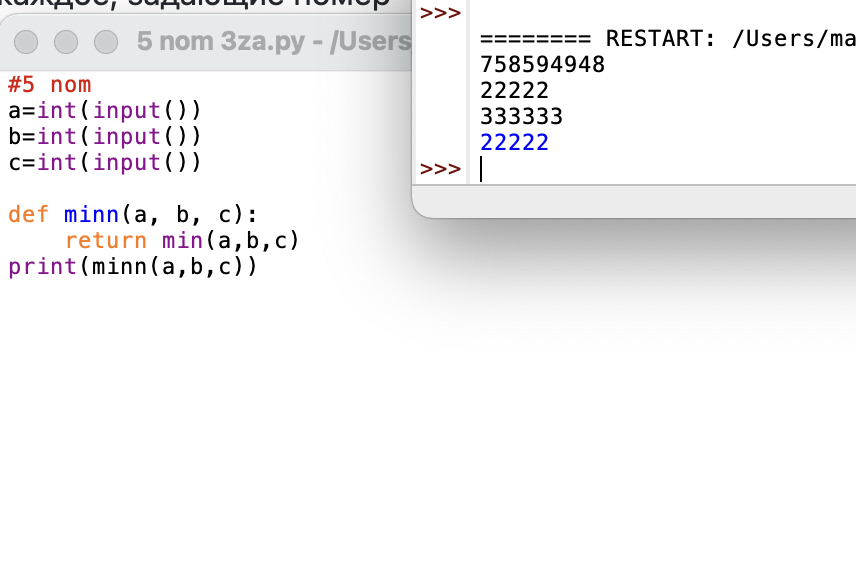 каждое, задающие номер
5 nom 3za.py - /Users
#5 nom
a=int(input())
b=int(input())
c=int(input())
def minn(a, b, c):
    return min(a,b,c)
print(minn(a,b,c))
>>>
======== RESTART: /Users/ma
758594948
22222
333333
22222
>>>